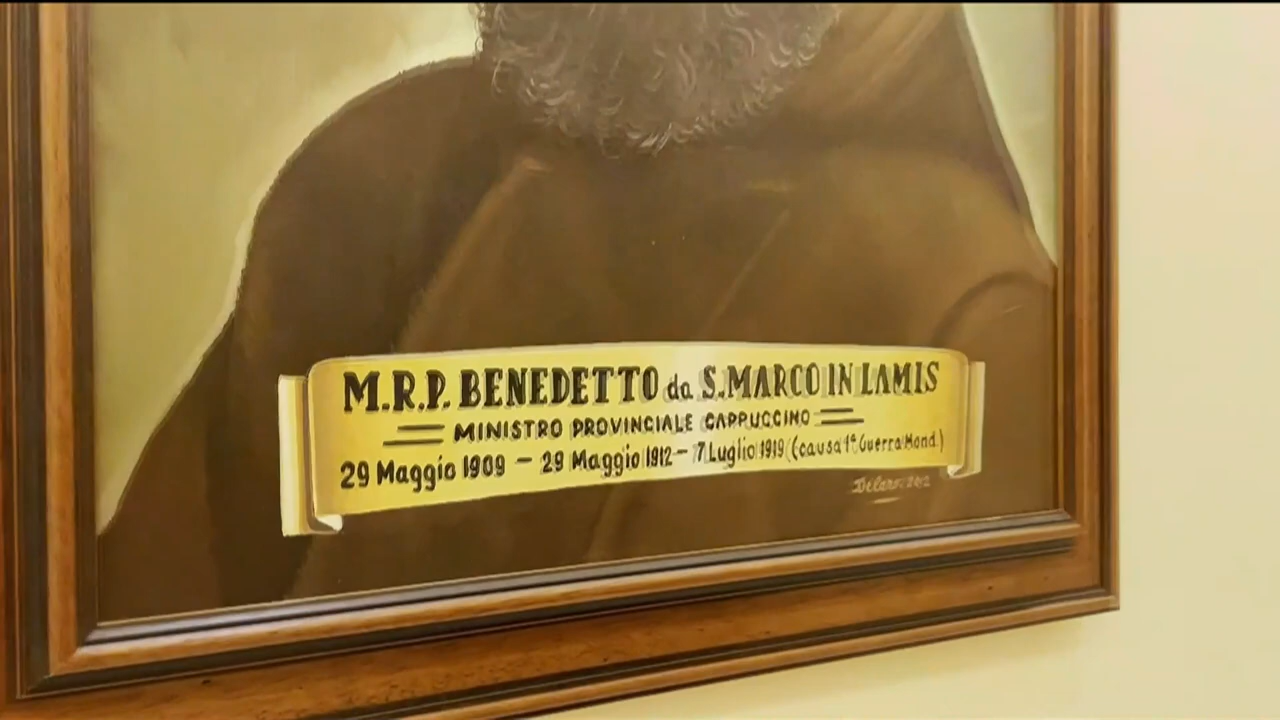 M.R.P. BENEDETTO da S.MARCO IN LAMIS
MINISTRO PROVINCIALE CAPPUCCINO
29 Maggio 1909 - 29 Maggio 1912 - 7 Luglio 1919 (causa 1ª Guerra Mond.)